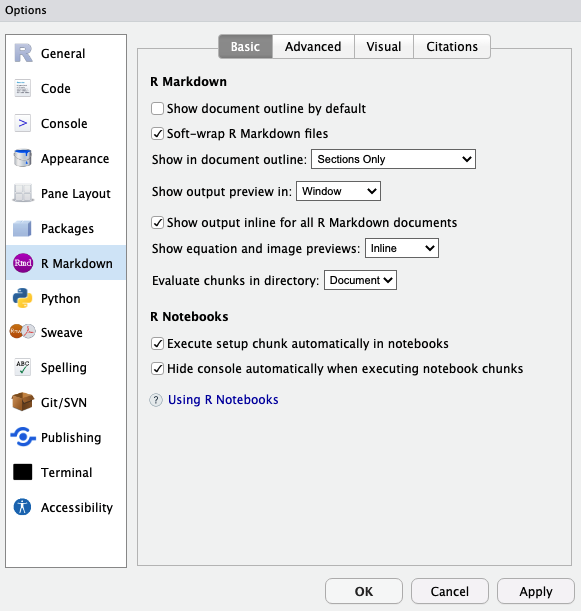 Options
General
Code
Console
Appearance
Pane Layout
Packages
R Markdown
Python
Sweave
Spelling
Git/SVN
Publishing
Terminal
Accessibility
Basic Advanced Visual Citations
R Markdown
Show document outline by default
Soft-wrap R Markdown files
Show in document outline: Sections Only
Show output preview in: Window
Show output inline for all R Markdown documents
Show equation and image previews: Inline
Evaluate chunks in directory: Document
R Notebooks
Execute setup chunk automatically in notebooks
Hide console automatically when executing notebook chunks
? Using R Notebooks
OK Cancel Apply
R
Rmd
ABC